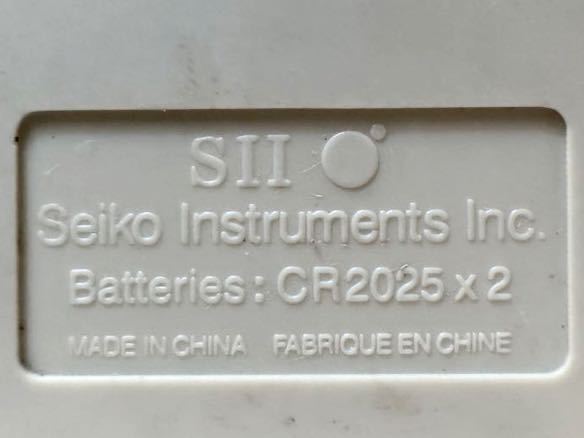 SII
Seiko Instruments Inc.
Batteries: CR2025 x 2
MADE IN CHINA FABRIQUE EN CHINE